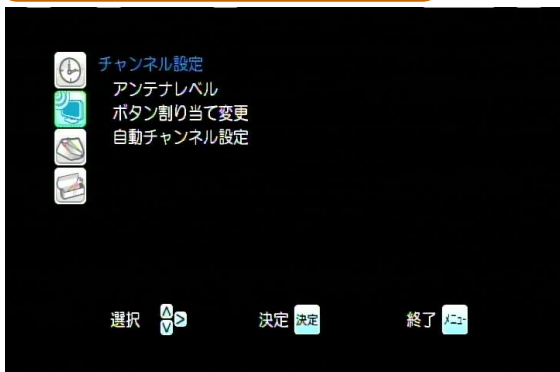 チャンネル設定
アンテナレベル
ボタン割り当て変更
自動チャンネル設定
選択 決定 決定 終了 メニュー